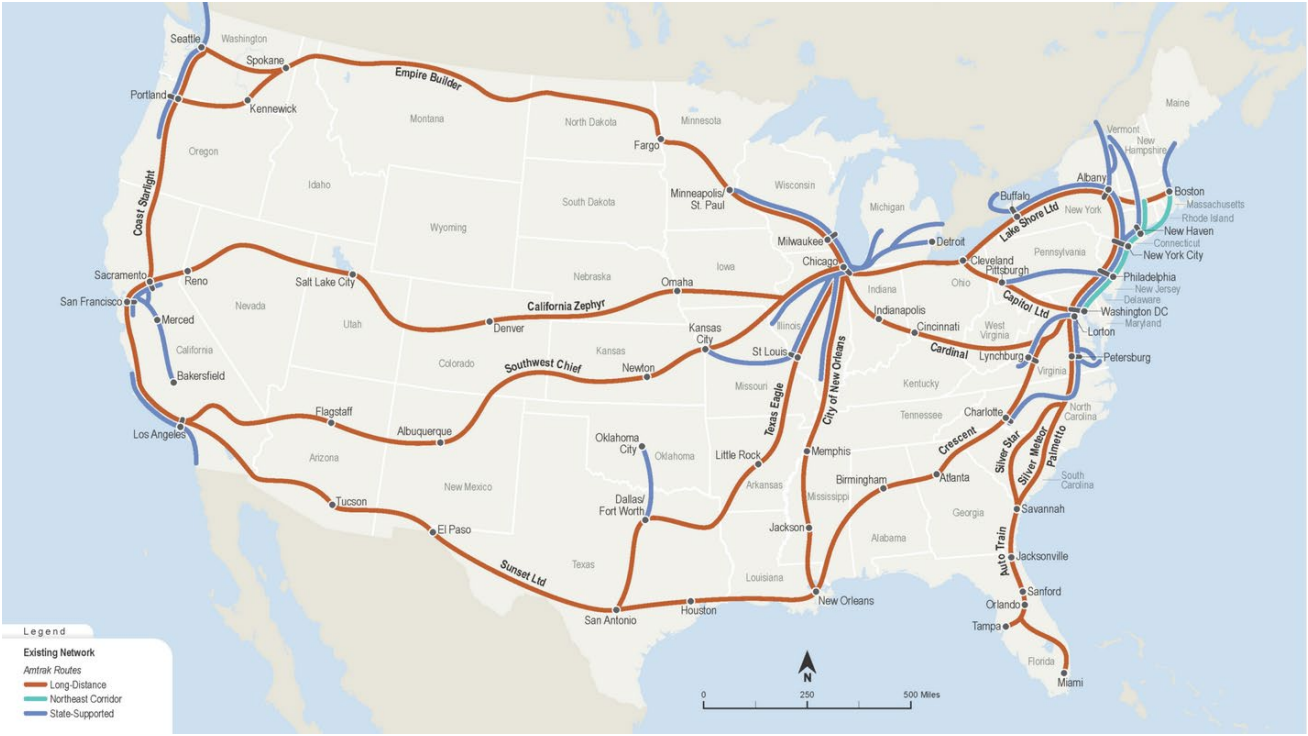 Seattle
Washington
Spokane
Portland
Kennewick
Empire Builder
Montana
North Dakota
Minnesota
Fargo
Oregon
Idaho
Coast Starlight
Wyoming
South Dakota
Minneapolis/
St. Paul
Wisconsin
Michigan
Milwaukee
Detroit
Chicago
Maine
Vermont
New
Hampshire
Albany
Buffalo
Boston
Massachusetts
New York
Lake Shore Ltd
Rhode Island
New Haven
Connecticut
New York City
Pennsylvania
Cleveland
Pittsburgh
Philadelphia
New Jersey
Delaware
Ohio
Capitol Ltd
Washington DC
Maryland
Lorton
Sacramento
Reno
Salt Lake City
San Francisco
Nevada
Utah
Merced
California
Bakersfield
Nebraska
Iowa
Omaha
California Zephyr
Denver
Colorado
Kansas
Kansas
City
Illinois
Indiana
Indianapolis
Cincinnati
West
Virginia
Cardinal
Lynchburg
Petersburg
Virginia
St Louis
Southwest Chief
Newton
Missouri
Kentucky
City of New Orleans
Texas Eagle
Tennessee
Charlotte
North
Carolina
Los Angeles
Flagstaff
Albuquerque
Arizona
New Mexico
Oklahoma
City
Oklahoma
Little Rock
Arkansas
Memphis
Mississippi
Birmingham
Crescent
Atlanta
Silver Star
Silver Meteor
Palmetto
South
Carolina
Tucson
El Paso
Dallas/
Fort Worth
Jackson
Alabama
Georgia
Savannah
Auto Train
Jacksonville
Sunset Ltd
Texas
Louisiana
San Antonio
Houston
New Orleans
Sanford
Orlando
Tampa
Florida
Miami
Legend
Existing Network
Amtrak Routes
Long-Distance
Northeast Corridor
State-Supported
N
0
250
500 Miles